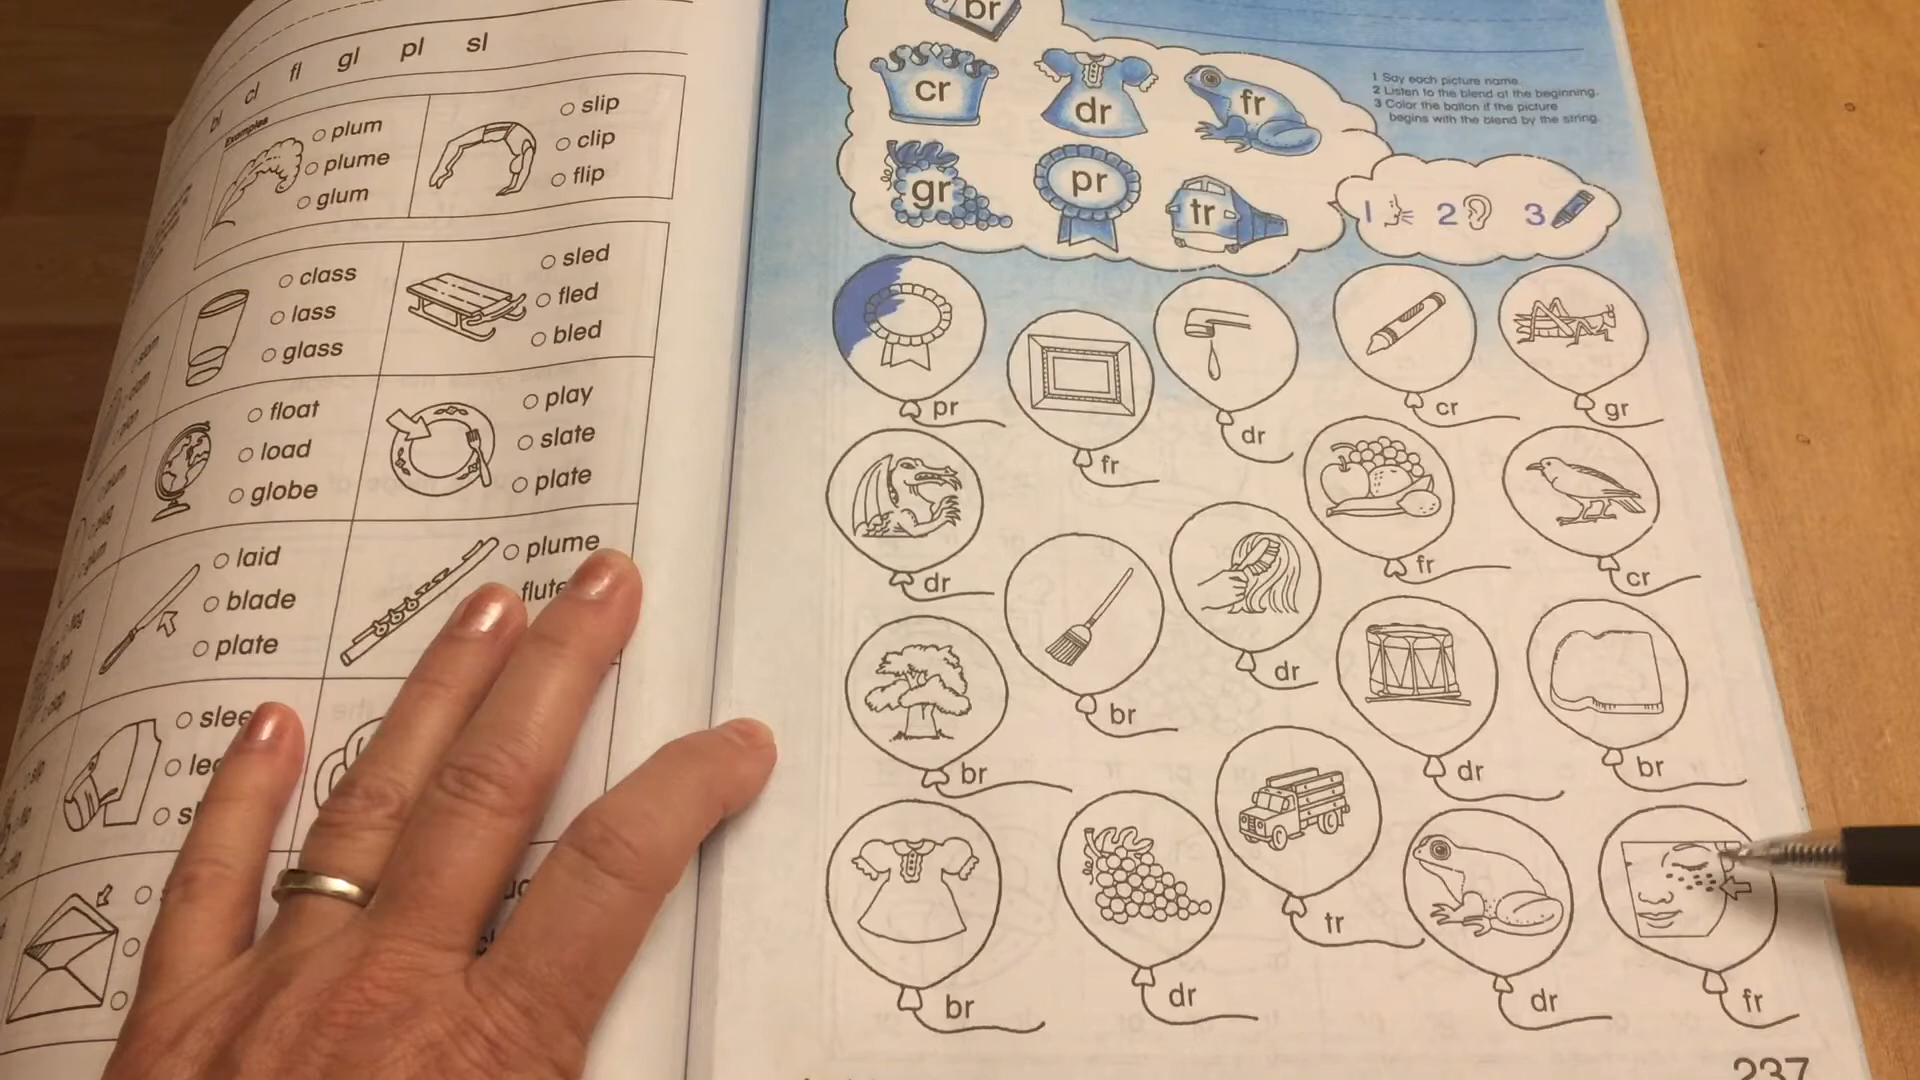 bl cl fl gl pl sl
Examples
plum
plume
glum
slip
clip
flip
class
lass
glass
sled
fled
bled
float
load
globe
play
slate
plate
laid
blade
plate
plume
flute
br
cr dr fr
gr pr tr
1 Say each picture name.
2 Listen to the blend at the beginning.
3 Color the ballon if the picture
begins with the blend by the string.
1 2 3
pr
fr
dr
cr
gr
dr
br
dr
fr
cr
br
tr
dr
br
br
dr
dr
fr
237